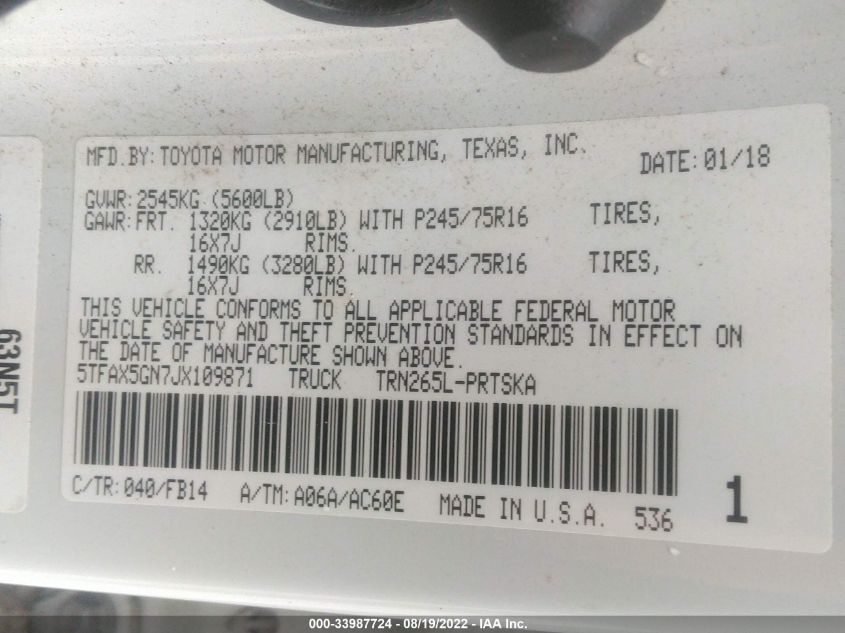 MFD.BY: TOYOTA MOTOR MANUFACTURING, TEXAS, INC. DATE: 01/18
GVWR: 2545KG (5600LB)
GAWR: FRT. 1320KG (2910LB) WITH P245/75R16 TIRES,
16X7J RIMS.
RR. 1490KG (3280LB) WITH P245/75R16 TIRES,
16X7J RIMS.
THIS VEHICLE CONFORMS TO ALL APPLICABLE FEDERAL MOTOR
VEHICLE SAFETY AND THEFT PREVENTION STANDARDS IN EFFECT ON
THE DATE OF MANUFACTURE SHOWN ABOVE.
5TFAX5GN7JX109871 TRUCK TRN265L-PRTSKA
C/TR: 040/FB14 A/TM: A06A/AC60E MADE IN U.S.A. 536 1
63N5T
000-33987724 - 08/19/2022 - IAA Inc.